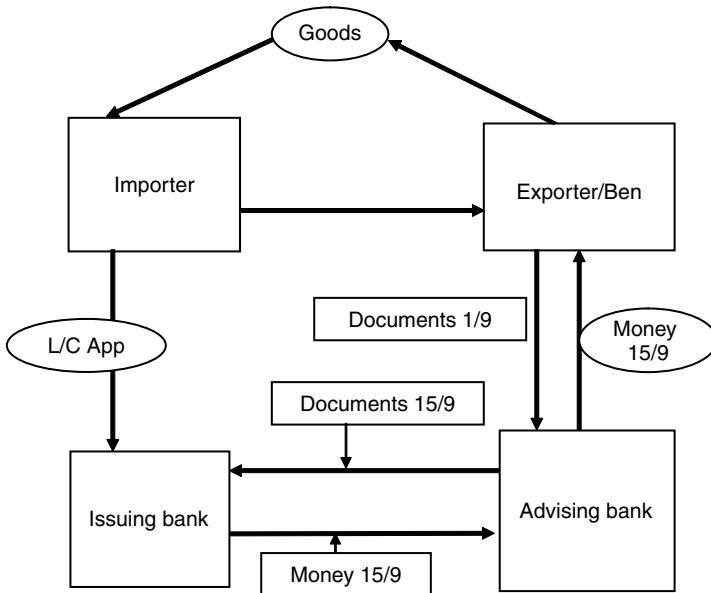 Goods
Importer
Exporter/Ben
Documents 1/9
L/C App
Money
15/9
Documents 15/9
Issuing bank
Advising bank
Money 15/9